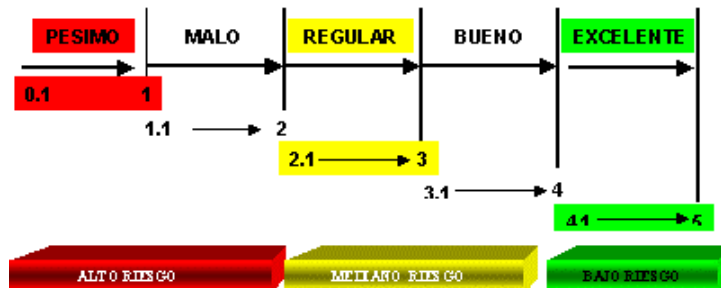 PESIMO MALO REGULAR BUENO EXCELENTE
0.1 1
1.1 2
2.1 3
3.1 4
4.1 5
ALTO RIESGO MEDIANO RIESGO BAJO RIESGO